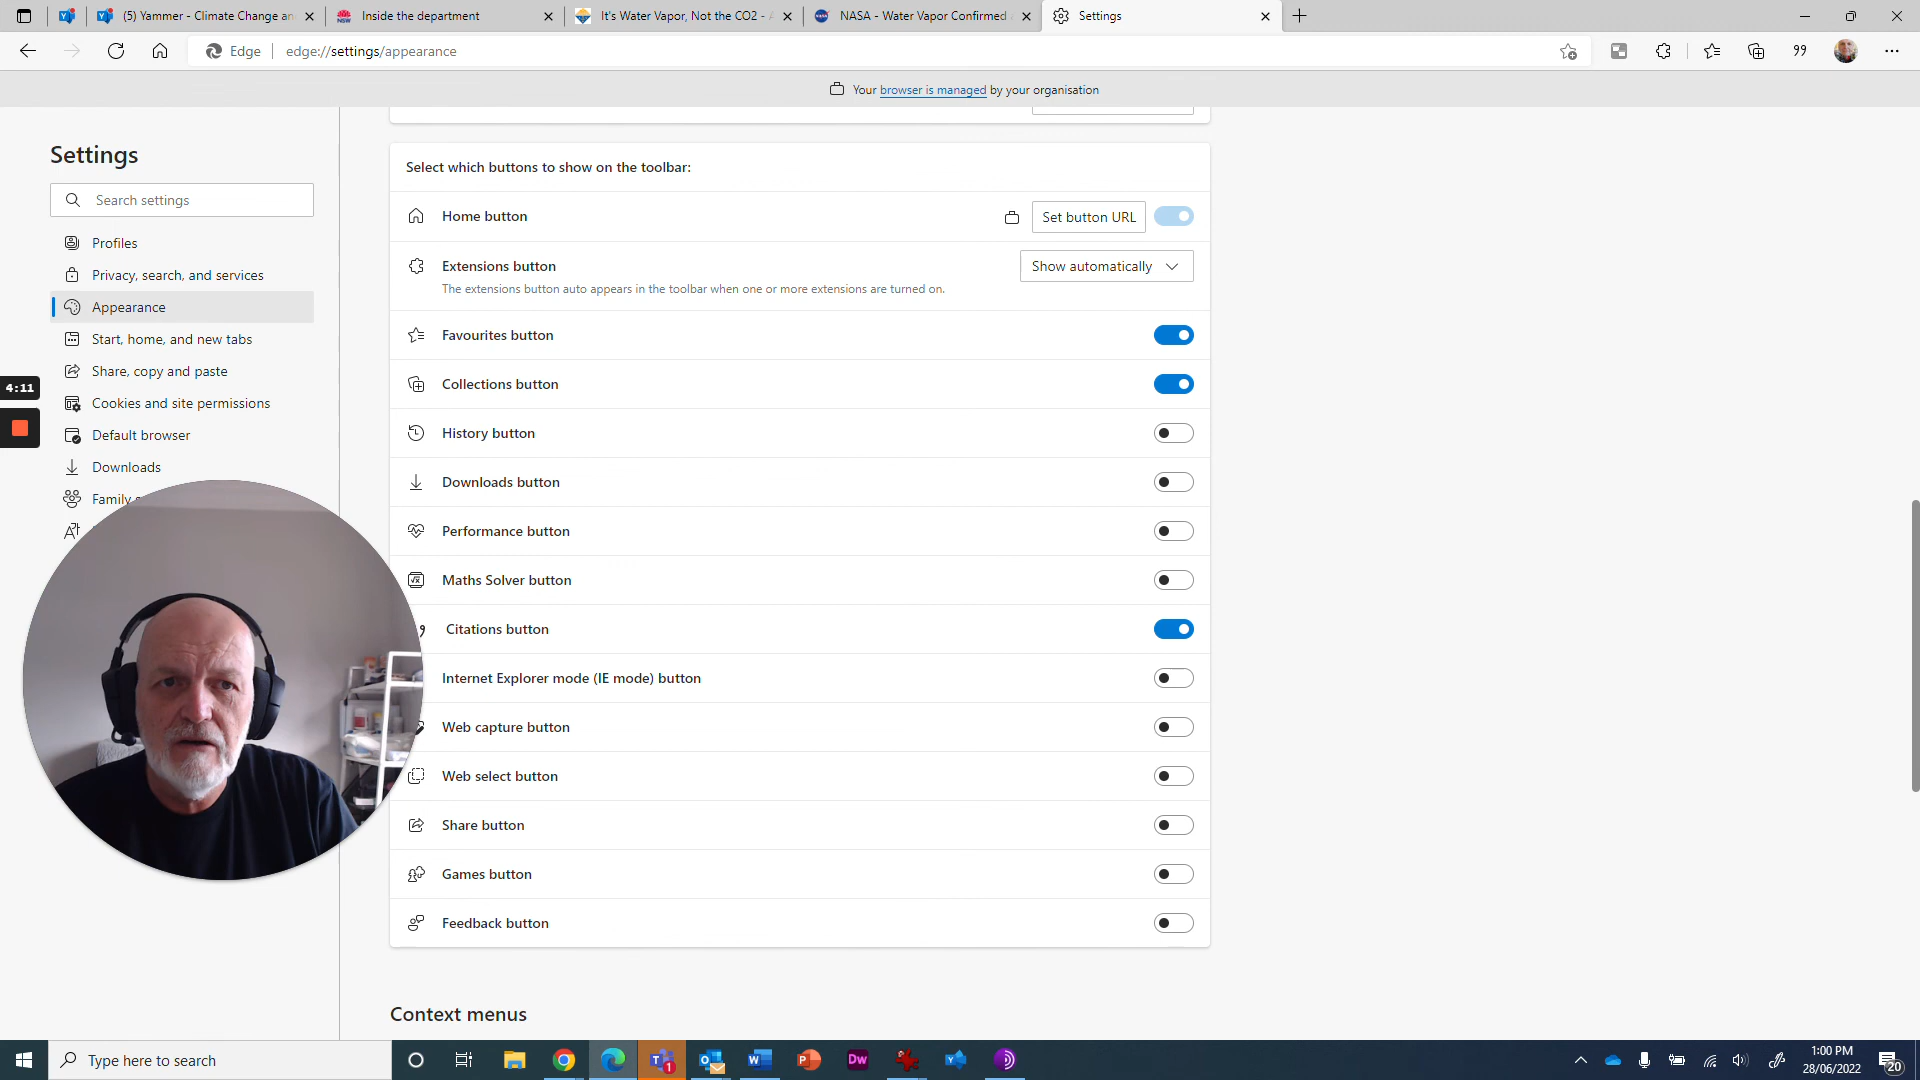 (5) Yammer - Climate Change an
Inside the department
It's Water Vapor, Not the CO2 -
NASA - Water Vapor Confirmed
Settings
Edge
edge://settings/appearance
Your browser is managed by your organisation
Settings
Search settings
Profiles
Privacy, search, and services
Appearance
Start, home, and new tabs
Share, copy and paste
Cookies and site permissions
Default browser
Downloads
Family
4:11
Select which buttons to show on the toolbar:
Home button
Set button URL
Extensions button
Show automatically
The extensions button auto appears in the toolbar when one or more extensions are turned on.
Favourites button
Collections button
History button
Downloads button
Performance button
Maths Solver button
Citations button
Internet Explorer mode (IE mode) button
Web capture button
Web select button
Share button
Games button
Feedback button
Context menus
Type here to search
Dw
1:00 PM
28/06/2022
20